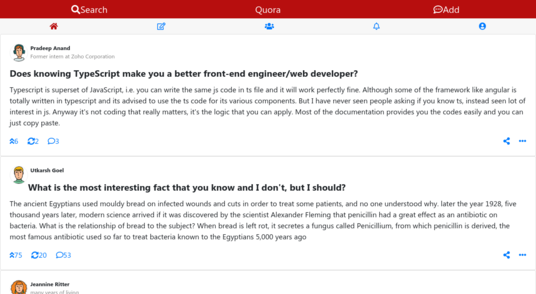 Search Quora Add
Pradeep Anand
Former intern at Zoho Corporation
Does knowing TypeScript make you a better front-end engineer/web developer?
Typescript is superset of JavaScript, i.e. you can write the same js code in ts file and it will work perfectly fine. Although some of the framework like angular is
totally written in typescript and its advised to use the ts code for its various components. But I have never seen people asking if you know ts, instead seen lot of
interest in js. Anyway it's not coding that really matters, it's the logic that you can apply. Most of the documentation provides you the codes easily and you can
just copy paste.
6 2 3
Utkarsh Goel
What is the most interesting fact that you know and I don't, but I should?
The ancient Egyptians used mouldy bread on infected wounds and cuts in order to treat some patients, and no one understood why. later the year 1928, five
thousand years later, modern science arrived if it was discovered by the scientist Alexander Fleming that penicillin had a great effect as an antibiotic on
bacteria. What is the relationship of bread to the subject? When bread is left rot, it secretes a fungus called Penicillium, from which penicillin is derived, the
most famous antibiotic used so far to treat bacteria known to the Egyptians 5,000 years ago
75 20 53
Jeannine Ritter
many years of living